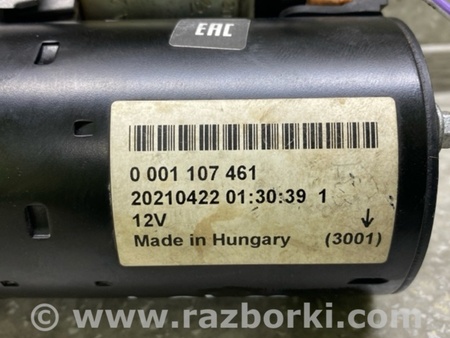 EAC
0 001 107 461
20210422 01:30:39 1
12V
Made in Hungary (3001)
www.razborki.com